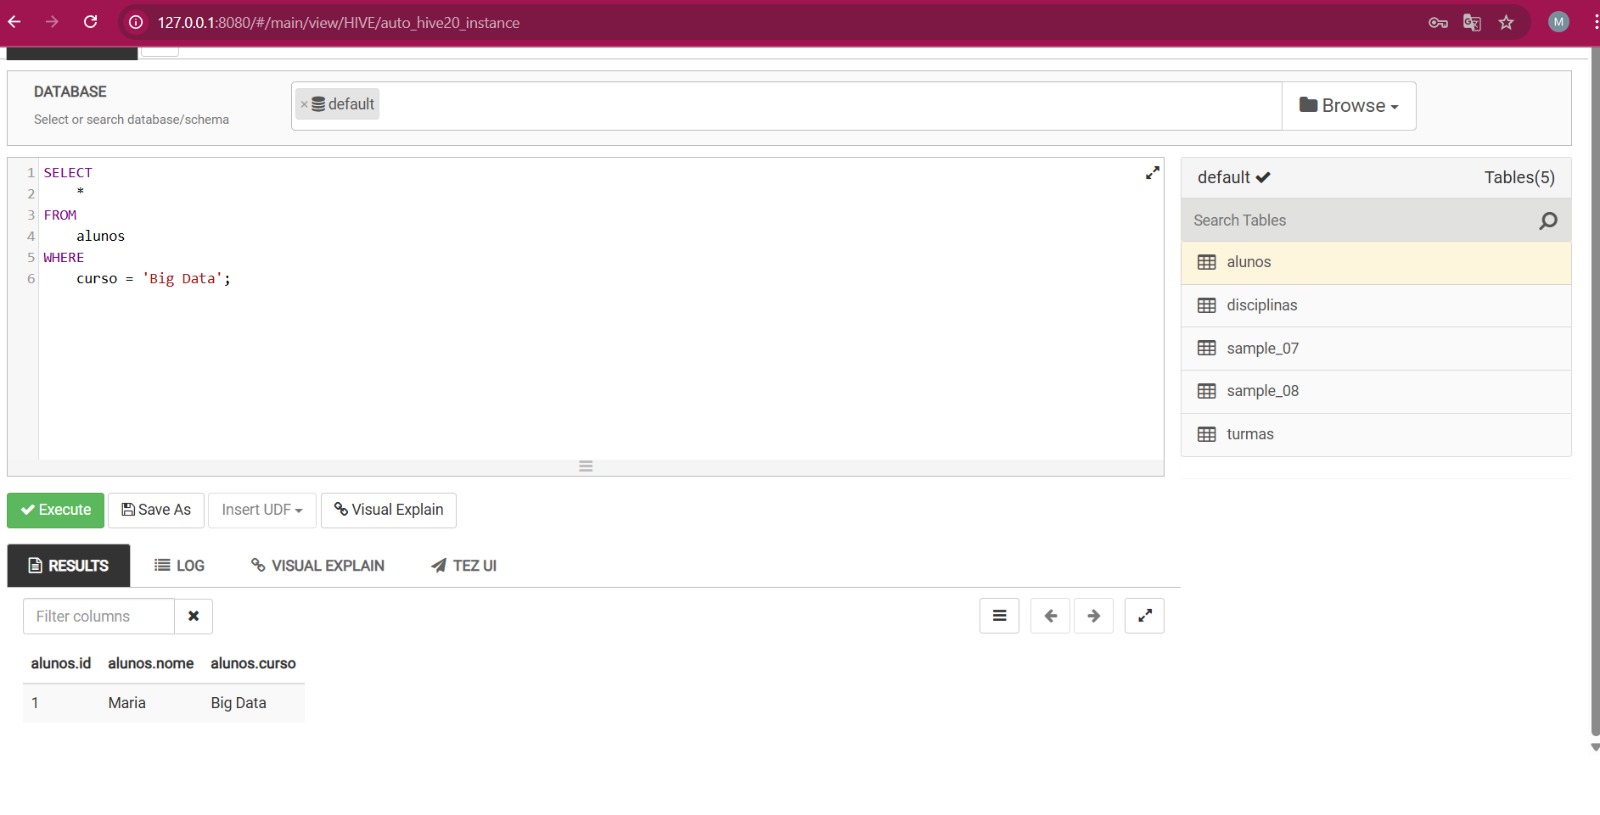 127.0.0.1:8080/#/main/view/HIVE/auto_hive20_instance
M
DATABASE
Select or search database/schema
× default
Browse
1 SELECT
2 *
3 FROM
4 alunos
5 WHERE
6 curso = 'Big Data';
default
Tables(5)
Search Tables
alunos
disciplinas
sample_07
sample_08
turmas
Execute Save As Insert UDF Visual Explain
RESULTS LOG VISUAL EXPLAIN TEZ UI
Filter columns
alunos.id alunos.nome alunos.curso
1 Maria Big Data